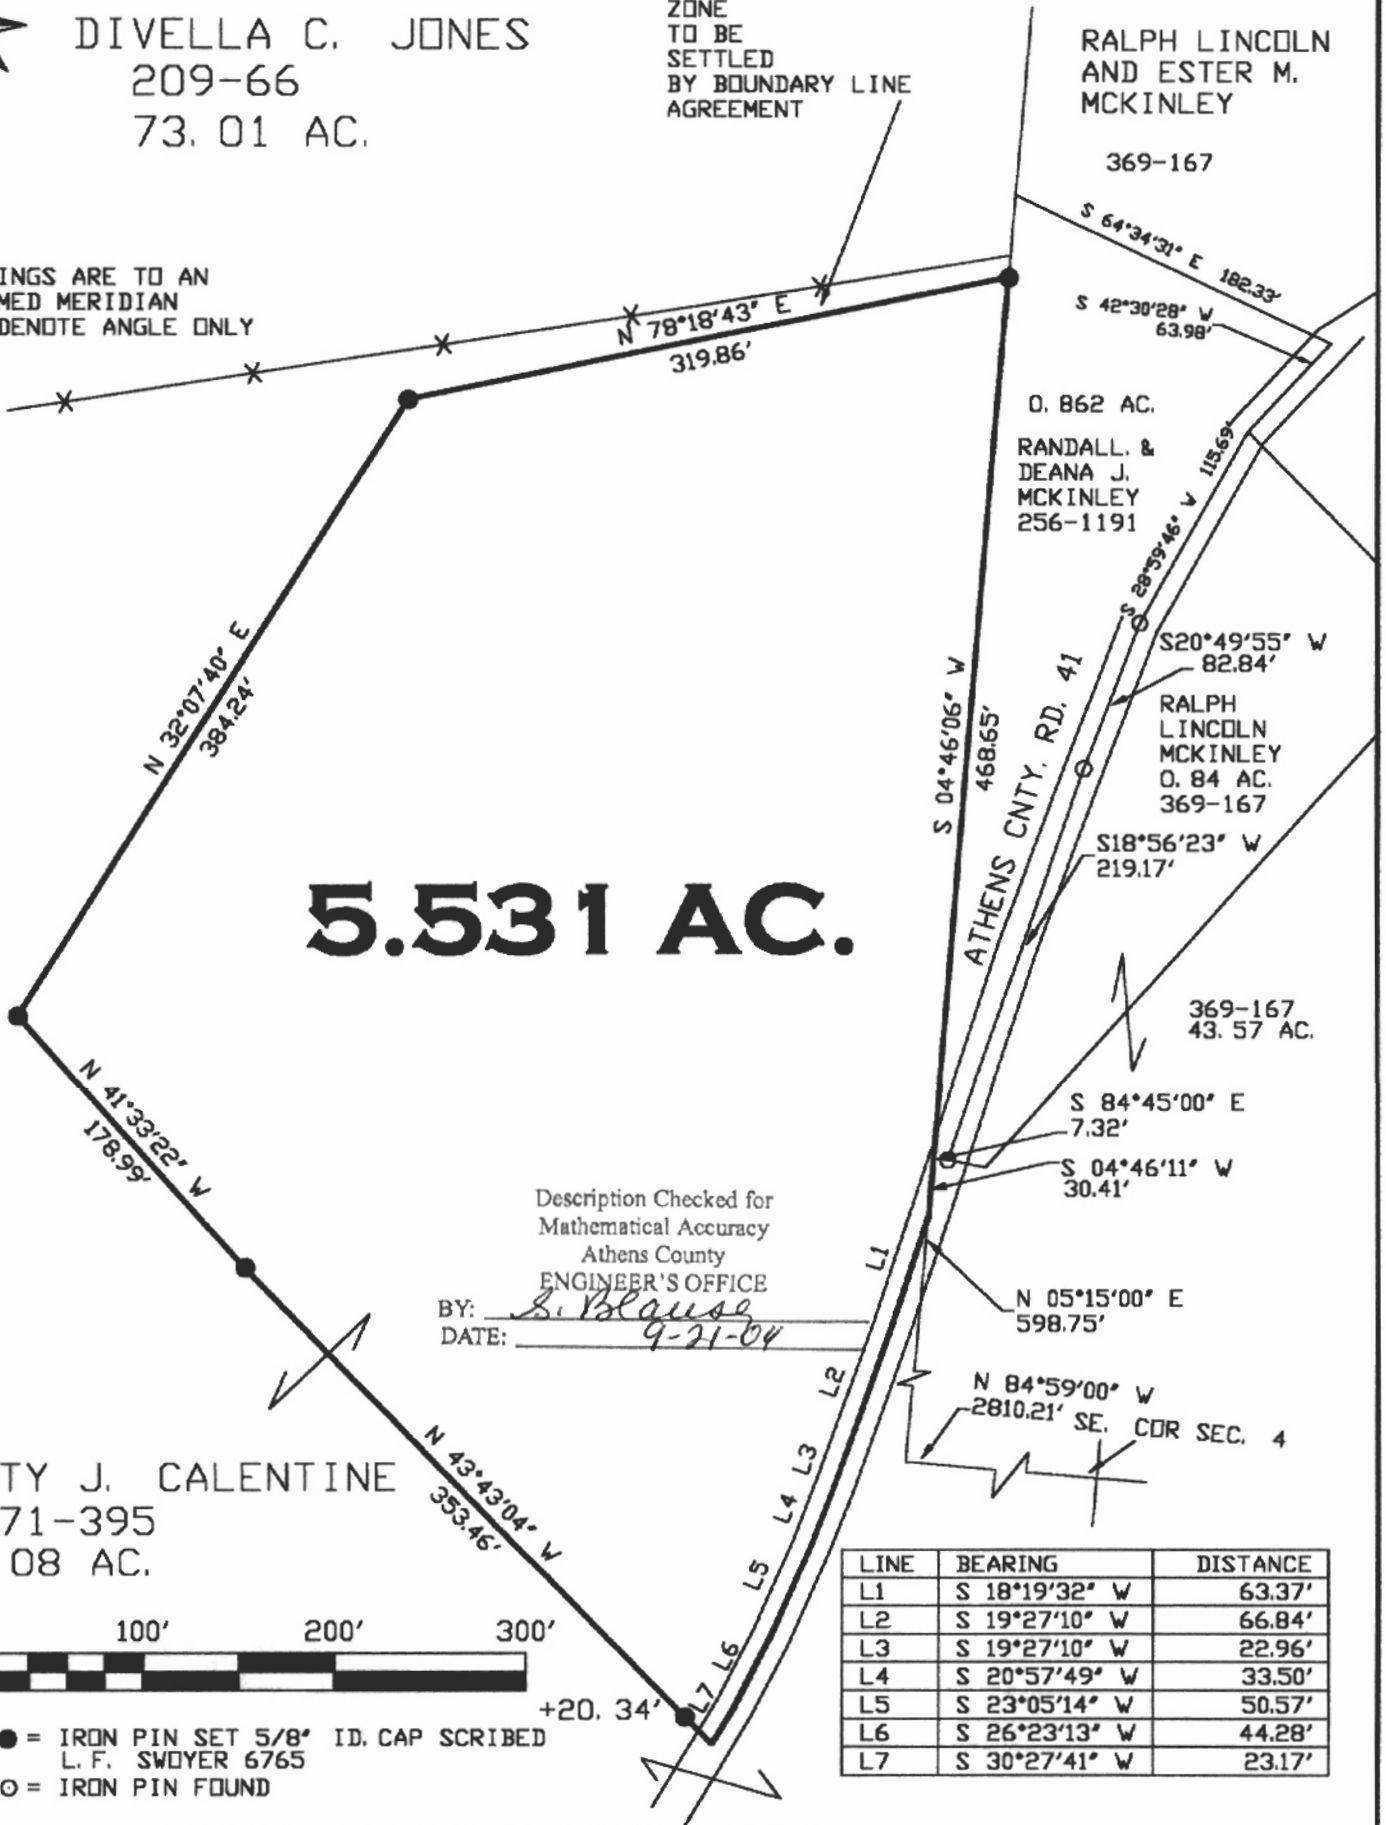 DIVELLA C. JONES
209-66
73.01 AC.
ZONE
TO BE
SETTLED
BY BOUNDARY LINE
AGREEMENT
RALPH LINCOLN
AND ESTER M.
MCKINLEY
369-167
INGS ARE TO AN
MED MERIDIAN
DENOTE ANGLE ONLY
S 64°34'31" E 182.33'
S 42°30'28" W
63.98'
N 78°18'43" E
319.86'
0.862 AC.
RANDALL. &
DEANA J.
MCKINLEY
256-1191
S 28°59'46" W 115.69'
N 32°07'40" E
384.24'
S 04°46'06" W
468.65'
ATHENS CNTY. RD. 41
S20°49'55" W
82.84'
RALPH
LINCOLN
MCKINLEY
0.84 AC.
369-167
S18°56'23" W
219.17'
5.531 AC.
369-167
43.57 AC.
N 41°33'22" W
178.99'
S 84°45'00" E
7.32'
S 04°46'11" W
30.41'
Description Checked for
Mathematical Accuracy
Athens County
ENGINEER'S OFFICE
BY: S. Blause
DATE: 9-21-04
L1
N 05°15'00" E
598.75'
L2
N 84°59'00" W
2810.21'
SE. COR SEC. 4
L3
L4
L5
L6
L7
N 43°43'04" W
353.46'
TY J. CALENTINE
71-395
08 AC.
100' 200' 300'
+20.34'
● = IRON PIN SET 5/8" ID. CAP SCRIBED
L.F. SWOYER 6765
○ = IRON PIN FOUND
LINE BEARING DISTANCE
L1 S 18°19'32" W 63.37'
L2 S 19°27'10" W 66.84'
L3 S 19°27'10" W 22.96'
L4 S 20°57'49" W 33.50'
L5 S 23°05'14" W 50.57'
L6 S 26°23'13" W 44.28'
L7 S 30°27'41" W 23.17'